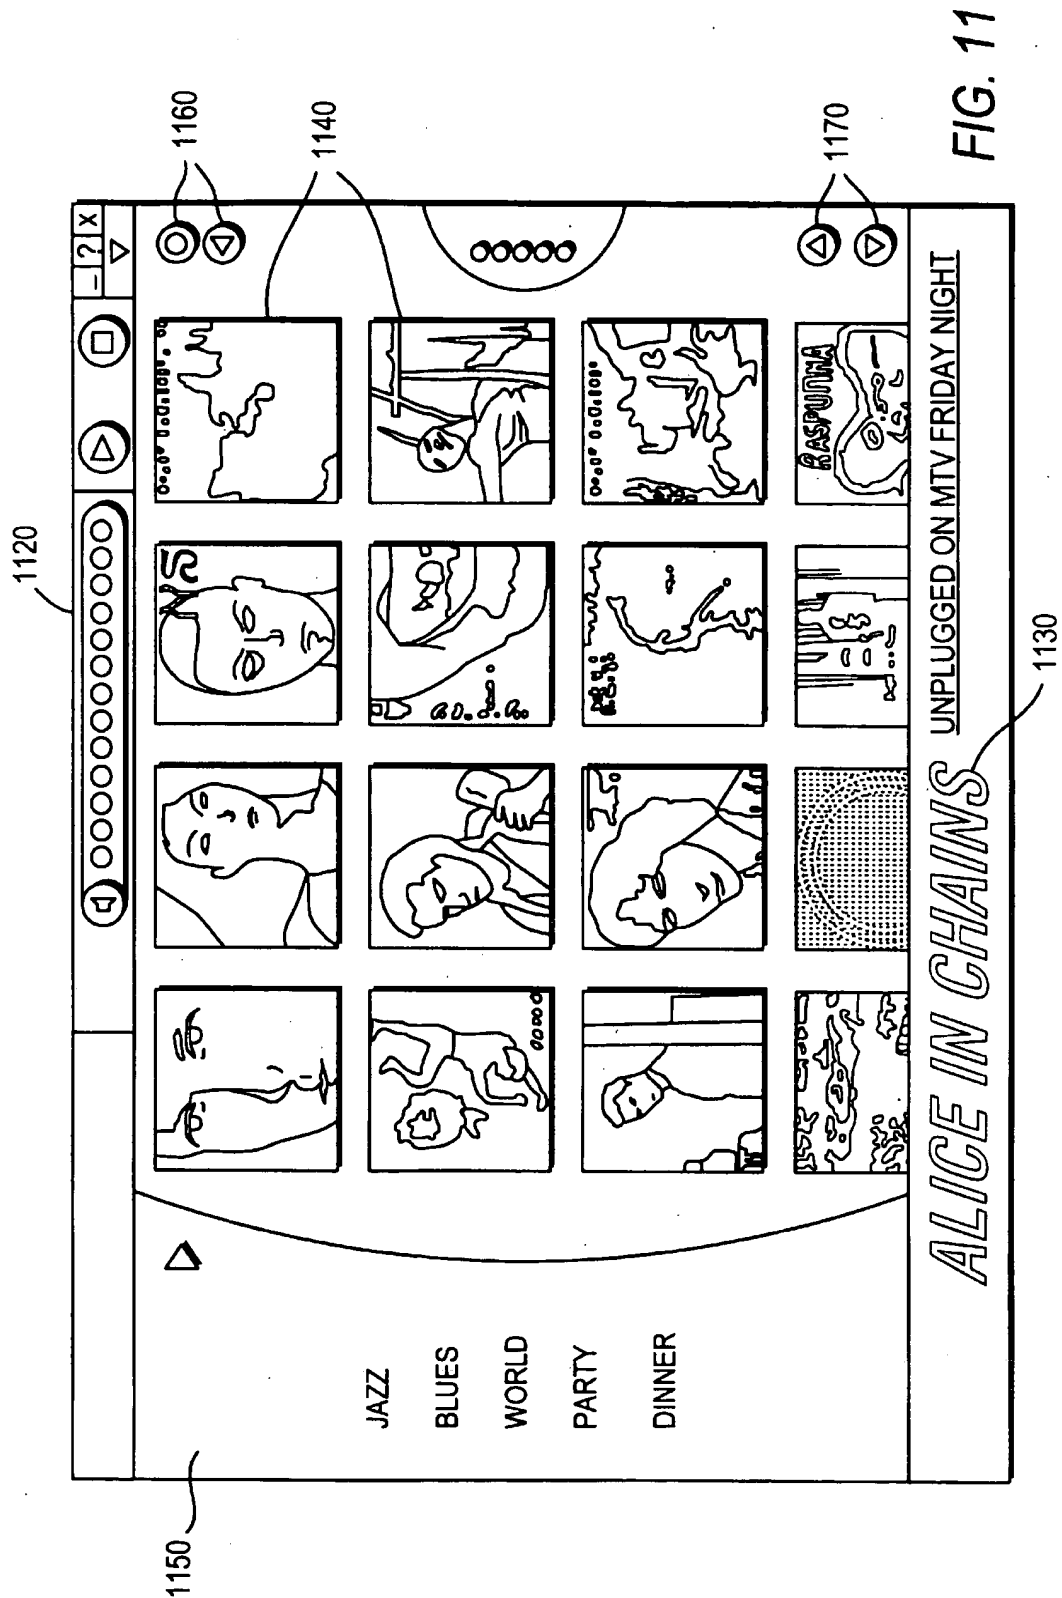 1120
– ? X
1160
1140
1150
JAZZ
BLUES
WORLD
PARTY
DINNER
RASPUTINA
1170
ALICE IN CHAINS UNPLUGGED ON MTV FRIDAY NIGHT
1130
FIG. 11